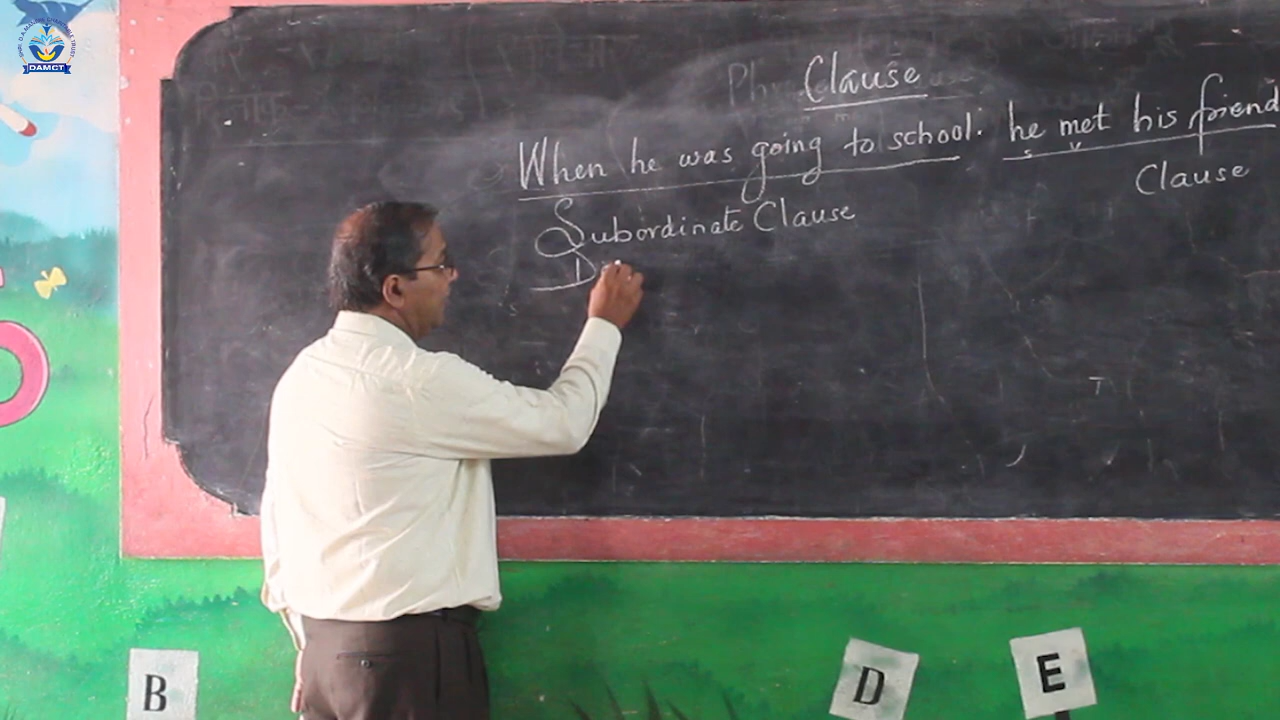 DAMCT
Clause
When he was going to school. he met his friend
s v
Clause
Subordinate Clause
B
D
E